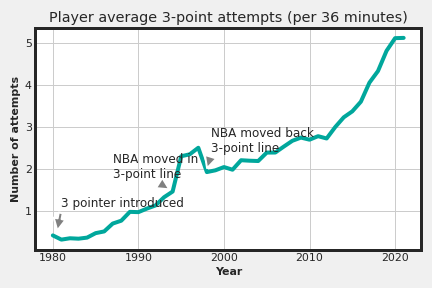 Player average 3-point attempts (per 36 minutes)
5
4
3
2
1
Number of attempts
NBA moved back
3-point line
NBA moved in
3-point line
3 pointer introduced
1980
1990
2000
2010
2020
Year